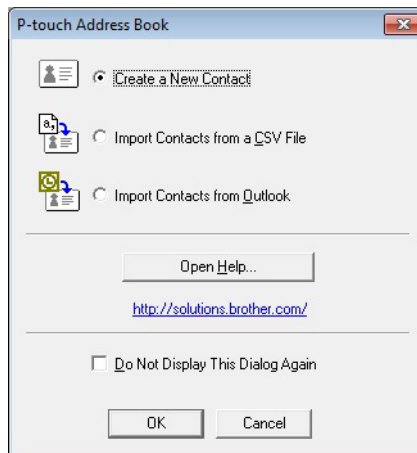 P-touch Address Book
Create a New Contact
a,
Import Contacts from a CSV File
Import Contacts from Outlook
Open Help...
http://solutions.brother.com/
Do Not Display This Dialog Again
OK
Cancel